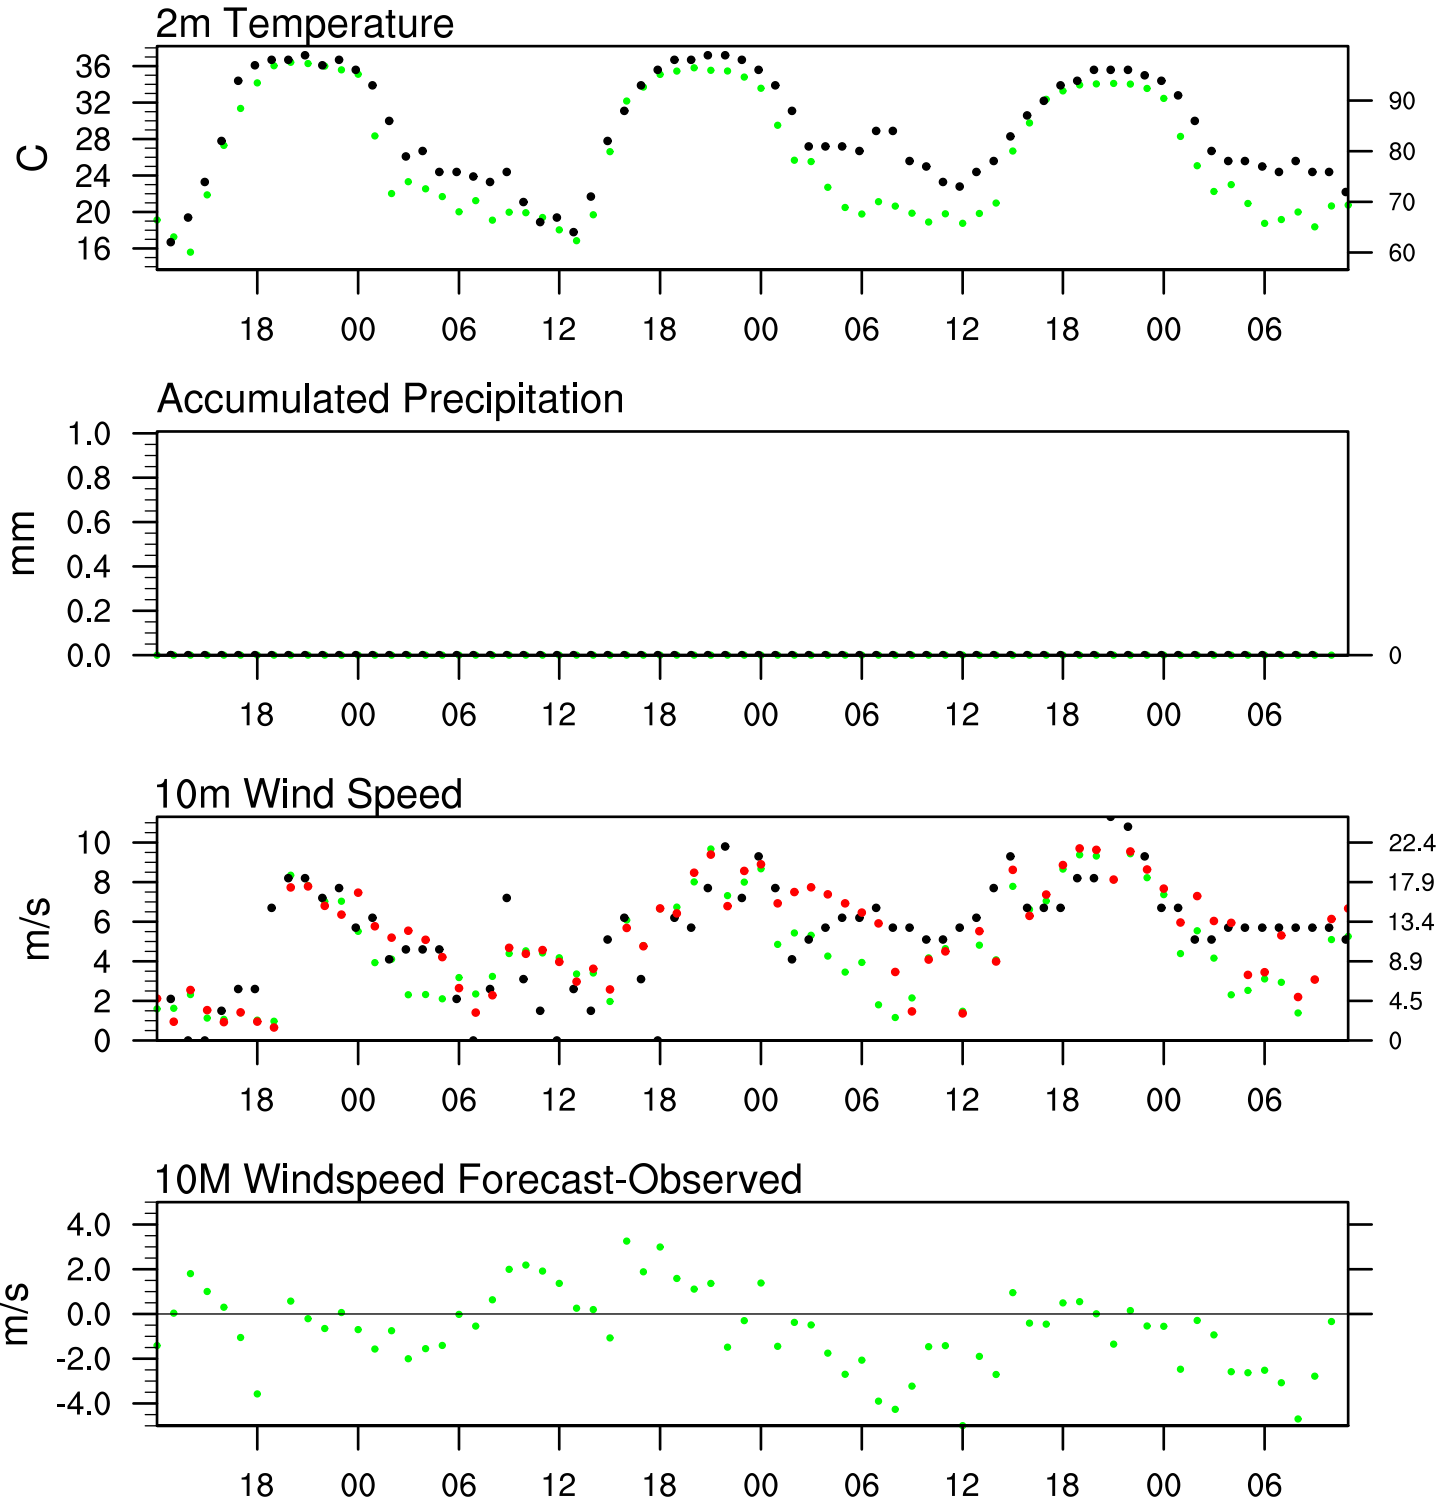 2m Temperature
36
32
28
24
20
16
C
90
80
70
60
18 00 06 12 18 00 06 12 18 00 06
Accumulated Precipitation
1.0
0.8
0.6
0.4
0.2
0.0
mm
0
18 00 06 12 18 00 06 12 18 00 06
10m Wind Speed
10
8
6
4
2
0
m/s
22.4
17.9
13.4
8.9
4.5
0
18 00 06 12 18 00 06 12 18 00 06
10M Windspeed Forecast-Observed
4.0
2.0
0.0
-2.0
-4.0
m/s
18 00 06 12 18 00 06 12 18 00 06